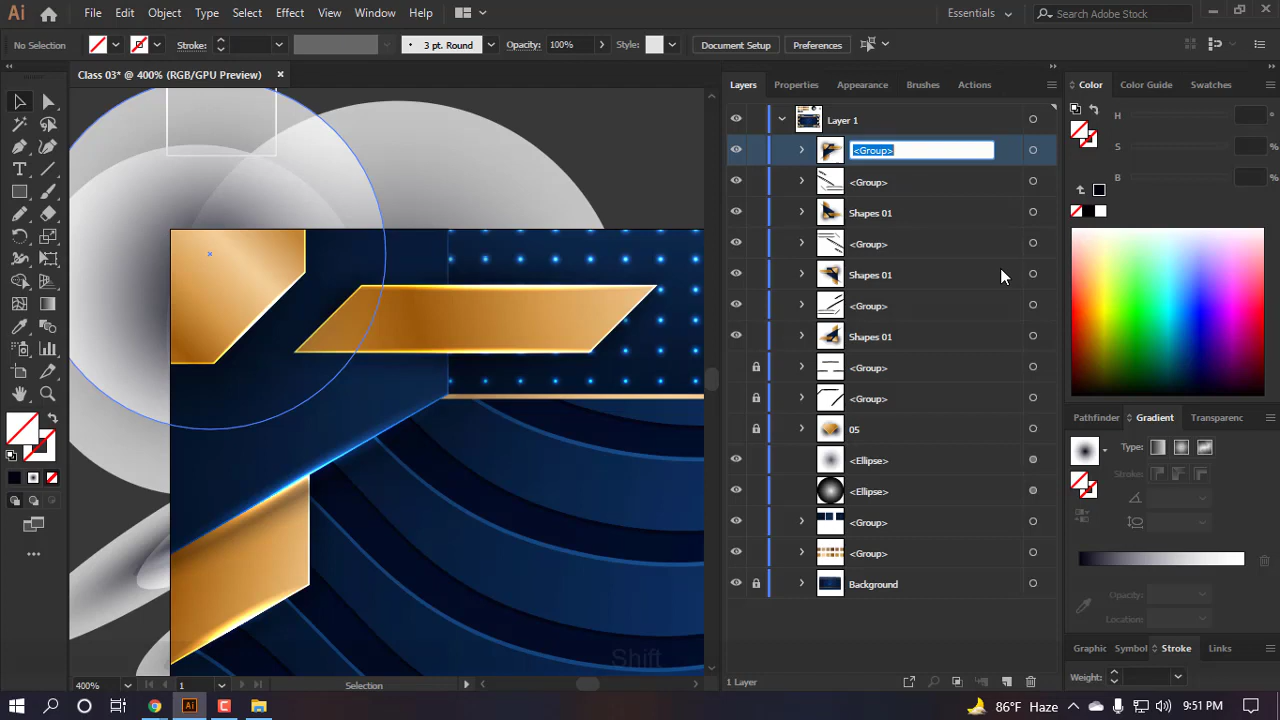 Ai File Edit Object Type Select Effect View Window Help Essentials Search Adobe Stock
No Selection Stroke: 3 pt. Round Opacity: 100% Style: Document Setup Preferences
Class 03* @ 400% (RGB/GPU Preview) ×
Layers Properties Appearance Brushes Actions
Layer 1
<Group>
<Group>
Shapes 01
<Group>
Shapes 01
<Group>
Shapes 01
<Group>
<Group>
05
<Ellipse>
<Ellipse>
<Group>
<Group>
Background
1 Layer
Color Color Guide Swatches
H %
S %
B %
Pathfinder Gradient Transparenc
Type:
Stroke:
Opacity:
Location:
Graphic Symbol Stroke Links
Weight:
Shift
400% 1 Selection
86°F Haze 9:51 PM